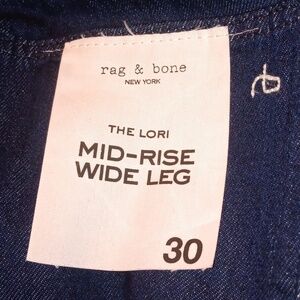 rag & bone
NEW YORK
THE LORI
MID-RISE
WIDE LEG
30